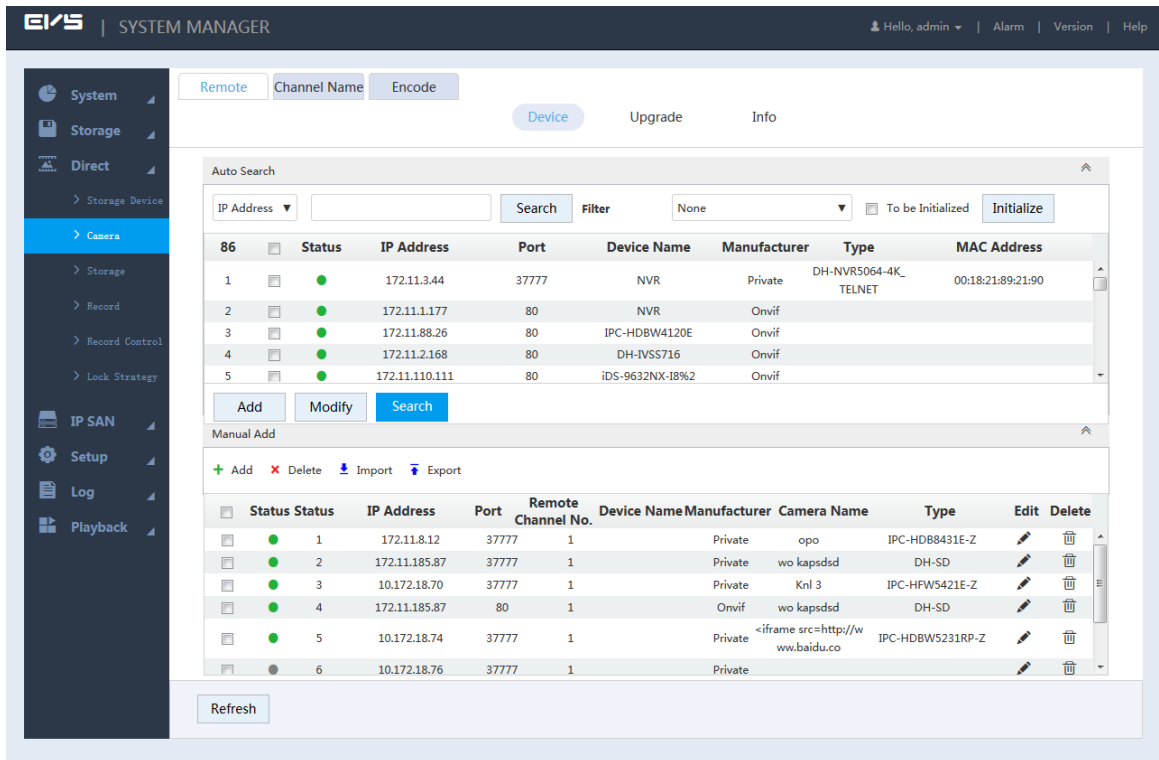 EVS | SYSTEM MANAGER
Hello, admin | Alarm | Version | Help
System
Storage
Direct
Storage Device
Camera
Storage
Record
Record Control
Lock Strategy
IP SAN
Setup
Log
Playback
Remote Channel Name Encode
Device Upgrade Info
Auto Search
IP Address Search Filter None To be Initialized Initialize
86 Status IP Address Port Device Name Manufacturer Type MAC Address
1 172.11.3.44 37777 NVR Private DH-NVR5064-4K_ 00:18:21:89:21:90
TELNET
2 172.11.1.177 80 NVR Onvif
3 172.11.88.26 80 IPC-HDBW4120E Onvif
4 172.11.2.168 80 DH-IVSS716 Onvif
5 172.11.110.111 80 iDS-9632NX-I8%2 Onvif
Add Modify Search
Manual Add
Add Delete Import Export
Status Status IP Address Port Remote Device Name Manufacturer Camera Name Type Edit Delete
Channel No.
1 172.11.8.12 37777 1 Private opo IPC-HDB8431E-Z
2 172.11.185.87 37777 1 Private wo kapsdsd DH-SD
3 10.172.18.70 37777 1 Private Knl 3 IPC-HFW5421E-Z
4 172.11.185.87 80 1 Onvif wo kapsdsd DH-SD
5 10.172.18.74 37777 1 Private <iframe src=http://w IPC-HDBW5231RP-Z
ww.baidu.co
6 10.172.18.76 37777 1 Private
Refresh